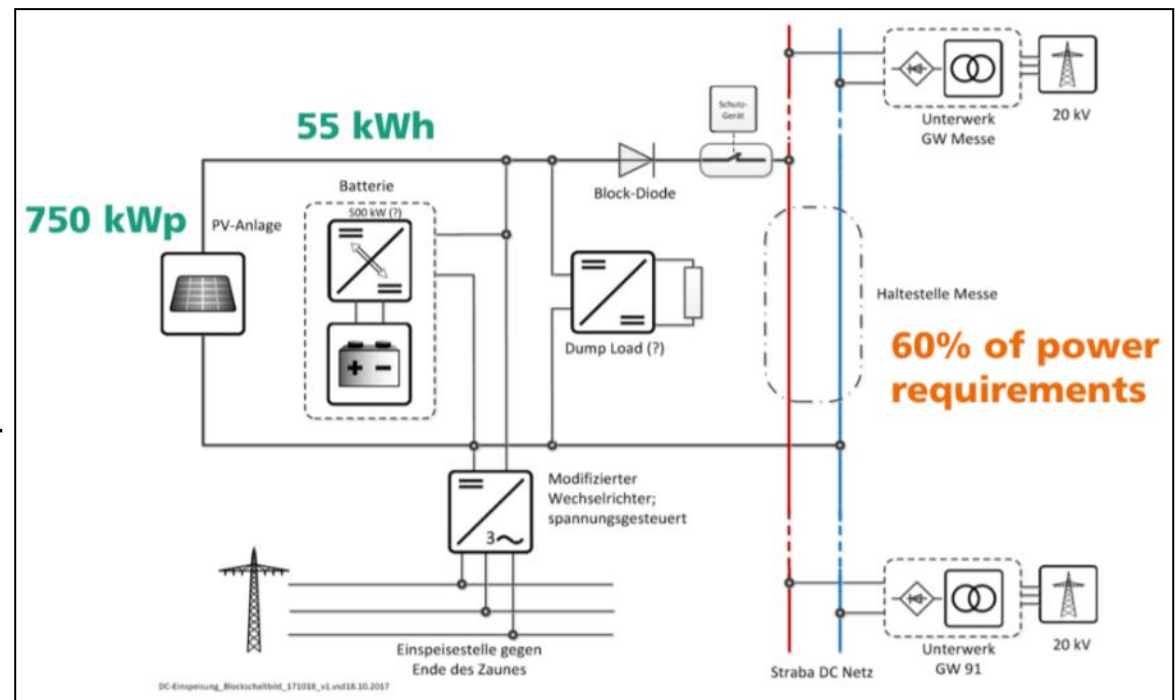 55 kWh
750 kWp
PV-Anlage
Batterie
500 kW (?)
Dump Load (?)
Block-Diode
Schutz-
Gerät
Unterwerk
GW Messe
20 kV
Haltestelle Messe
60% of power
requirements
Modifizierter
Wechselrichter;
spannungsgesteuert
3
Einspeisestelle gegen
Ende des Zaunes
Straba DC Netz
Unterwerk
GW 91
20 kV
DC-Einspeisung_Blockschaltbild_171016_v1.vsd18.10.2017